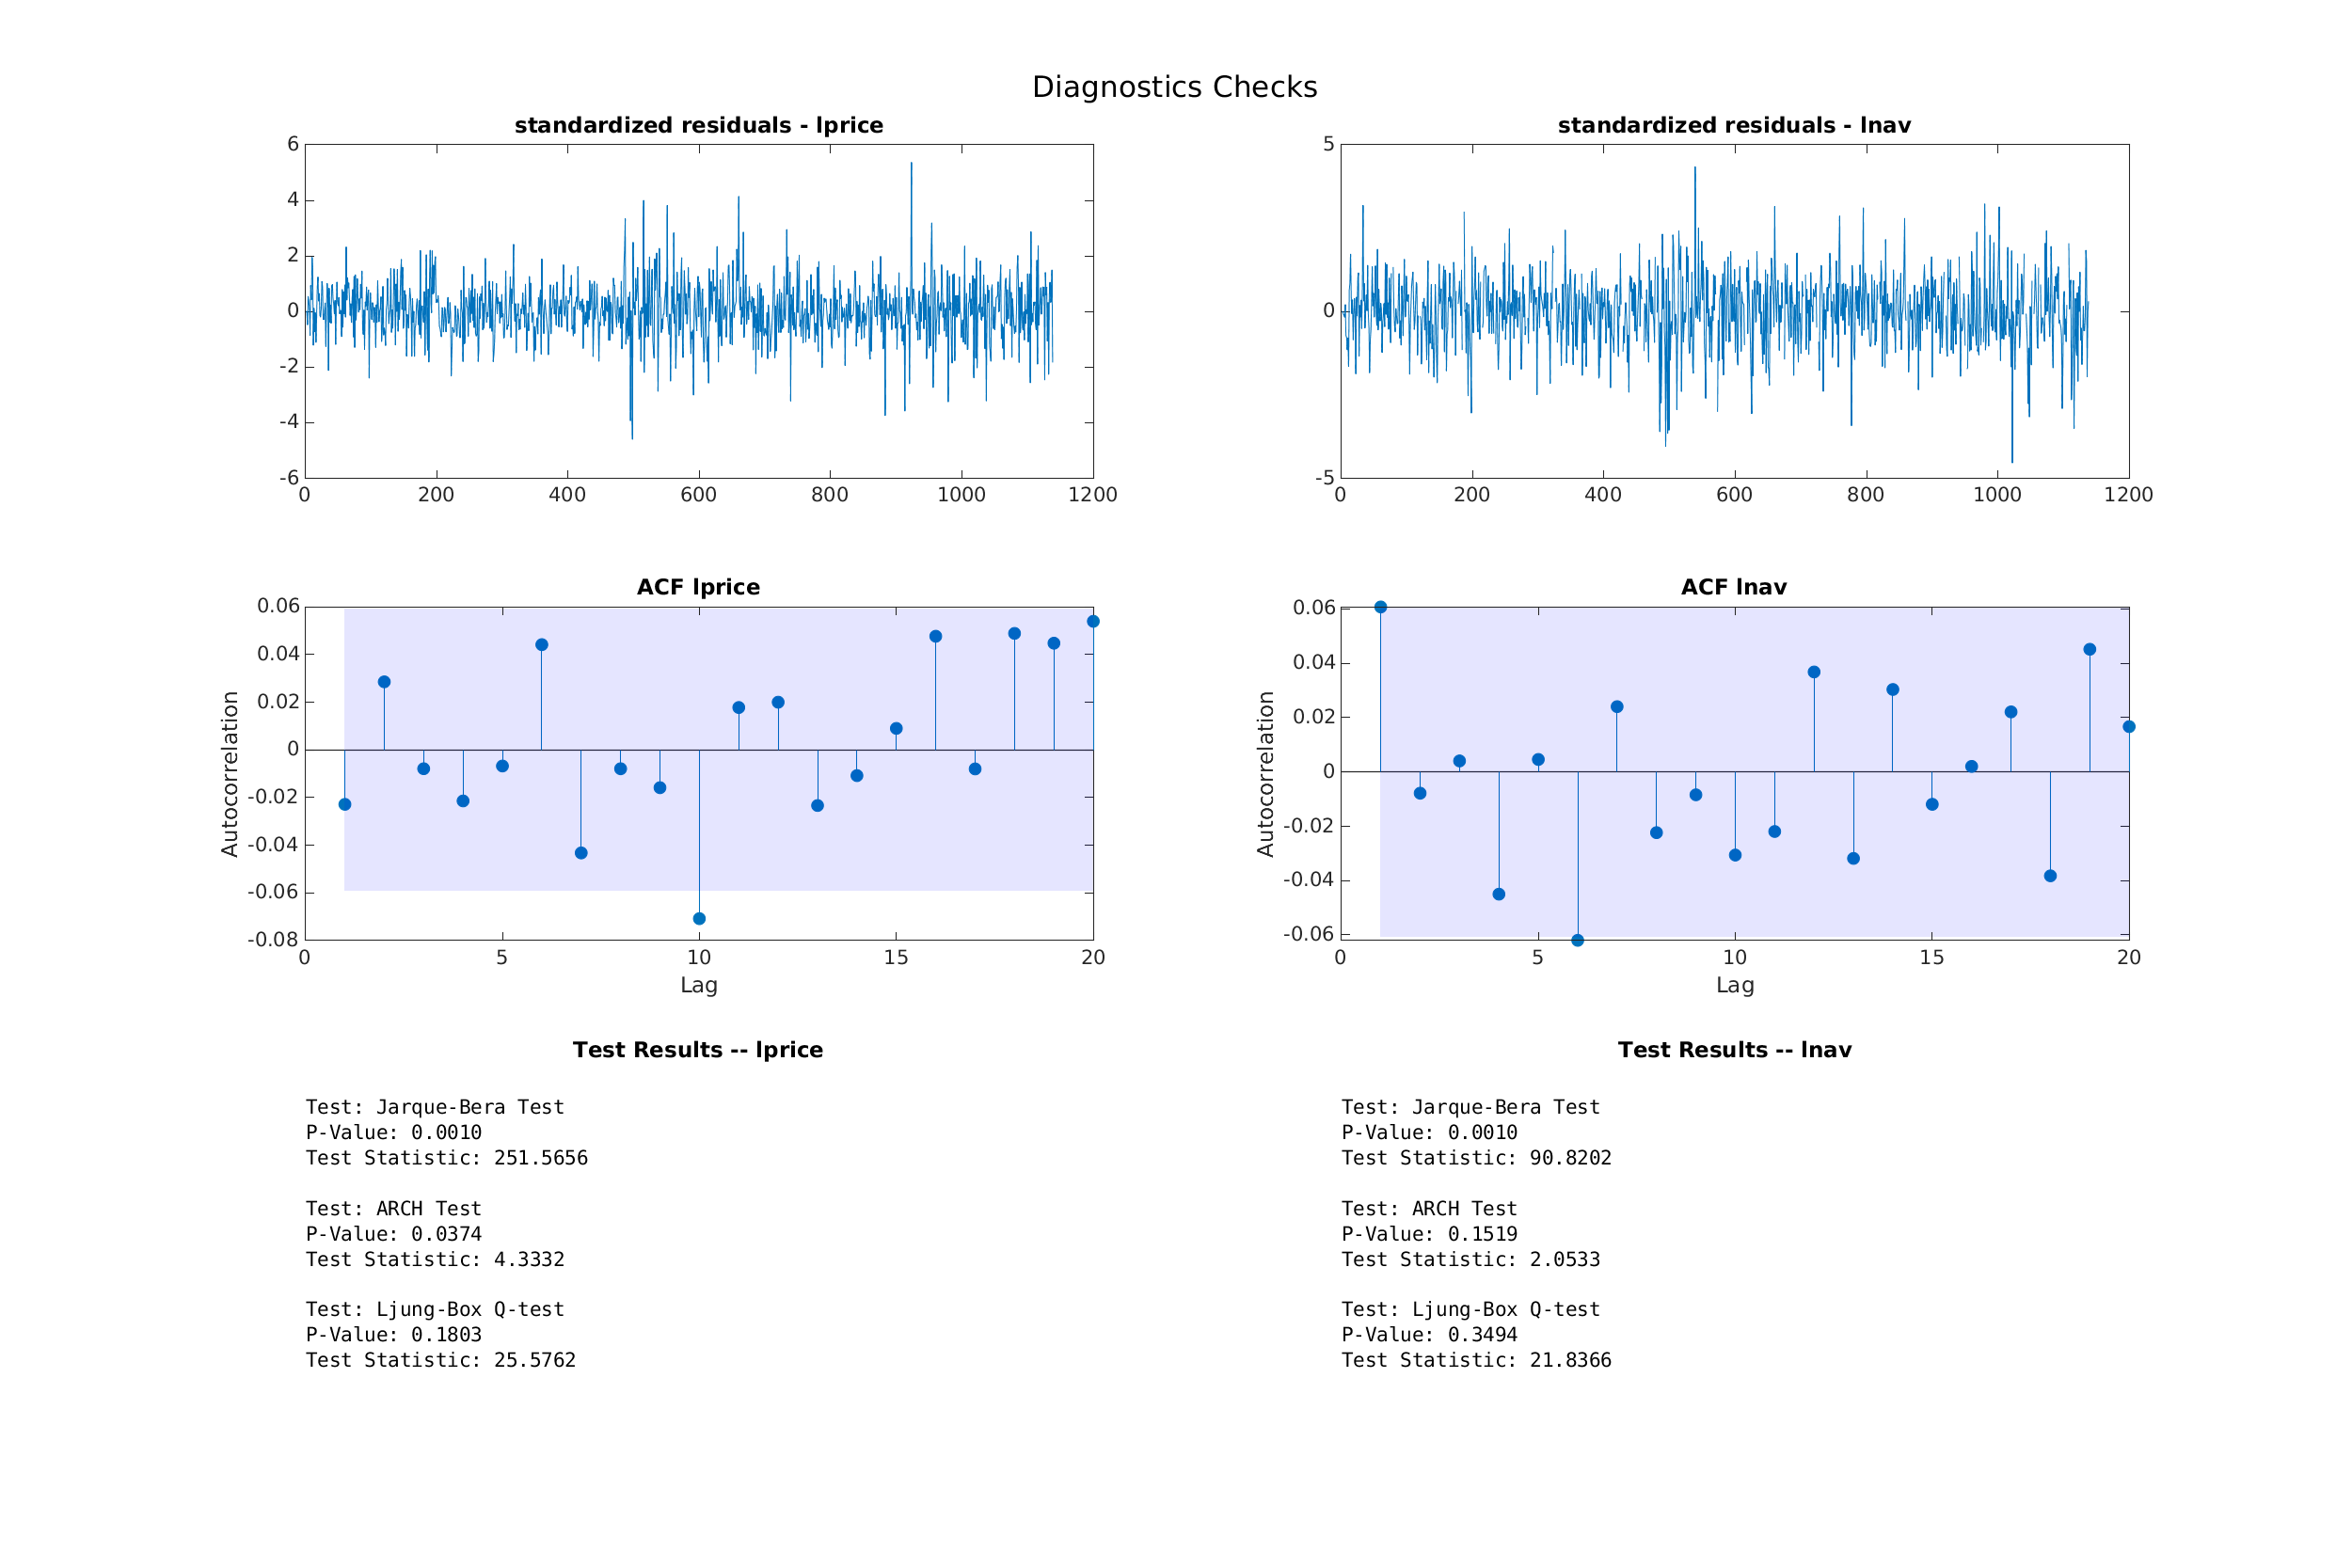 Diagnostics Checks
standardized residuals - lprice
6
4
2
0
-2
-4
-6
0 200 400 600 800 1000 1200
standardized residuals - lnav
5
0
-5
0 200 400 600 800 1000 1200
ACF lprice
Autocorrelation
0.06
0.04
0.02
0
-0.02
-0.04
-0.06
-0.08
0 5 10 15 20
Lag
ACF lnav
Autocorrelation
0.06
0.04
0.02
0
-0.02
-0.04
-0.06
0 5 10 15 20
Lag
Test Results -- lprice
Test: Jarque-Bera Test
P-Value: 0.0010
Test Statistic: 251.5656
Test: ARCH Test
P-Value: 0.0374
Test Statistic: 4.3332
Test: Ljung-Box Q-test
P-Value: 0.1803
Test Statistic: 25.5762
Test Results -- lnav
Test: Jarque-Bera Test
P-Value: 0.0010
Test Statistic: 90.8202
Test: ARCH Test
P-Value: 0.1519
Test Statistic: 2.0533
Test: Ljung-Box Q-test
P-Value: 0.3494
Test Statistic: 21.8366